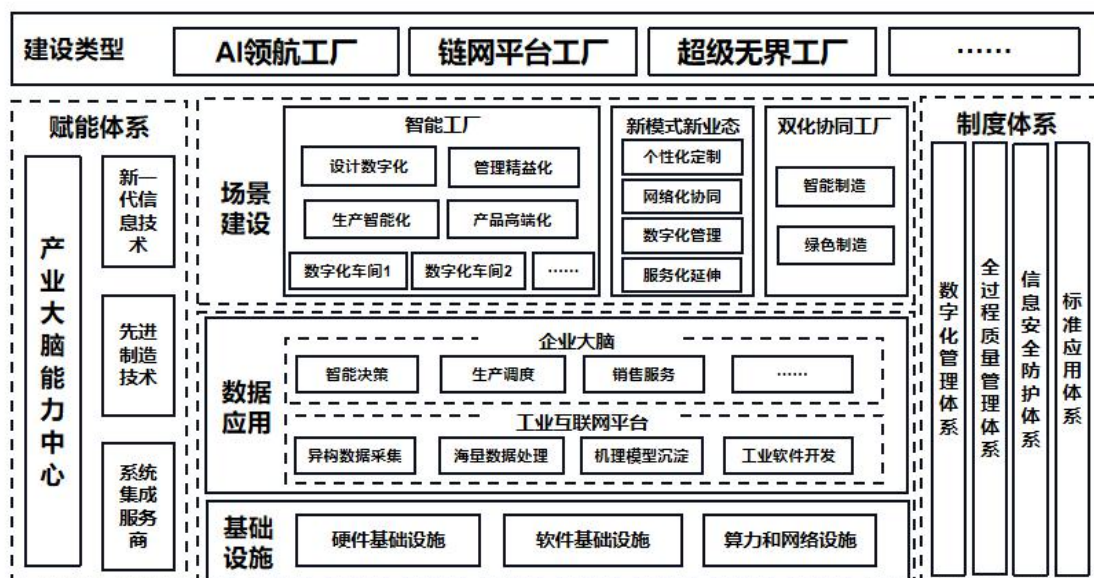 建设类型
AI领航工厂
链网平台工厂
超级无界工厂
……
赋能体系
产业大脑能力中心
新一
代信
息技
术
先进
制造
技术
系统
集成
服务
商
场景
建设
智能工厂
设计数字化
管理精益化
生产智能化
产品高端化
数字化车间1
数字化车间2
……
新模式新业态
个性化定制
网络化协同
数字化管理
服务化延伸
双化协同工厂
智能制造
绿色制造
数据
应用
企业大脑
智能决策
生产调度
销售服务
……
工业互联网平台
异构数据采集
海量数据处理
机理模型沉淀
工业软件开发
基础
设施
硬件基础设施
软件基础设施
算力和网络设施
制度体系
数字化管理体系
全过程质量管理体系
信息安全防护体系
标准应用体系